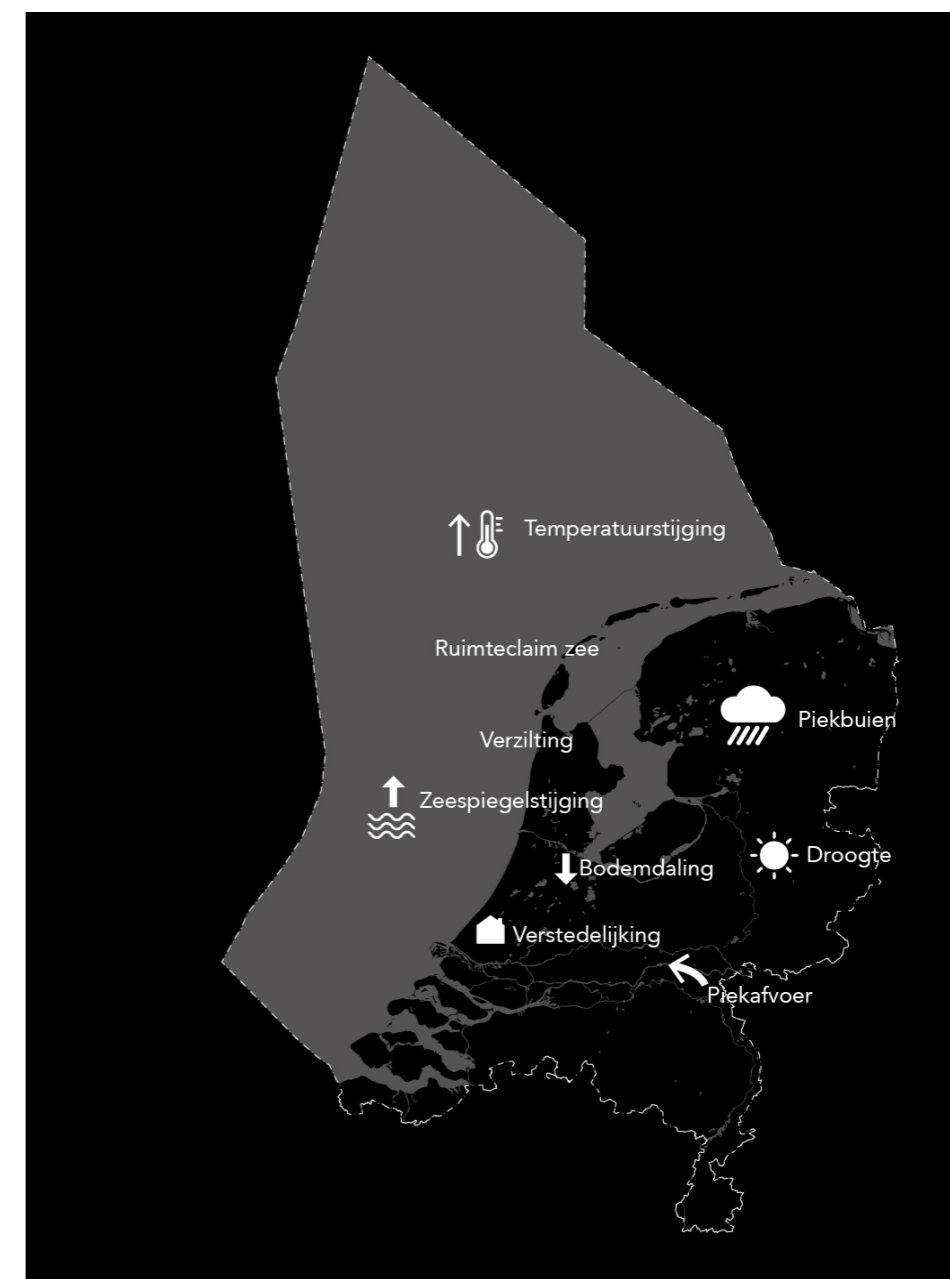 Temperatuurstijging
Ruimteclaim zee
Piekbuien
Verzilting
Zeespiegelstijging
Droogte
Bodemdaling
Verstedelijking
Piekafvoer